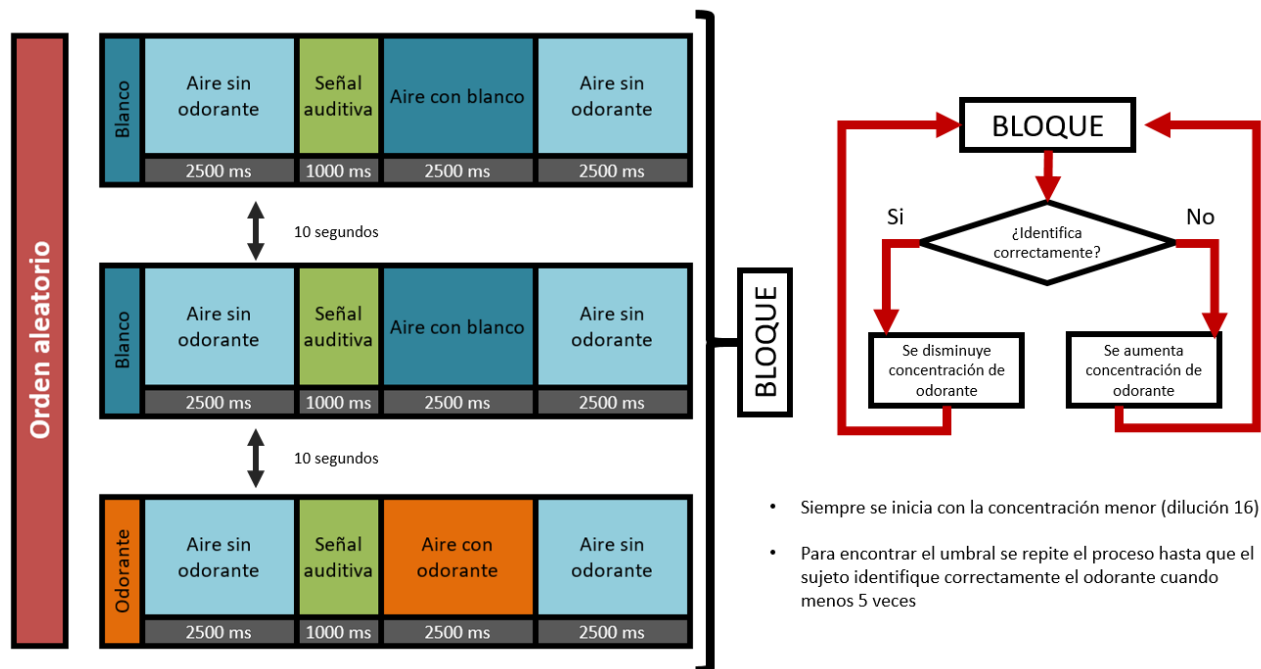 Orden aleatorio
Blanco
Aire sin
odorante
Señal
auditiva
Aire con blanco
Aire sin
odorante
2500 ms
1000 ms
2500 ms
2500 ms
10 segundos
Blanco
Aire sin
odorante
Señal
auditiva
Aire con blanco
Aire sin
odorante
2500 ms
1000 ms
2500 ms
2500 ms
10 segundos
Odorante
Aire sin
odorante
Señal
auditiva
Aire con
odorante
Aire sin
odorante
2500 ms
1000 ms
2500 ms
2500 ms
BLOQUE
BLOQUE
Si
No
¿Identifica
correctamente?
Se disminuye
concentración de
odorante
Se aumenta
concentración de
odorante
• Siempre se inicia con la concentración menor (dilución 16)
• Para encontrar el umbral se repite el proceso hasta que el
sujeto identifique correctamente el odorante cuando
menos 5 veces